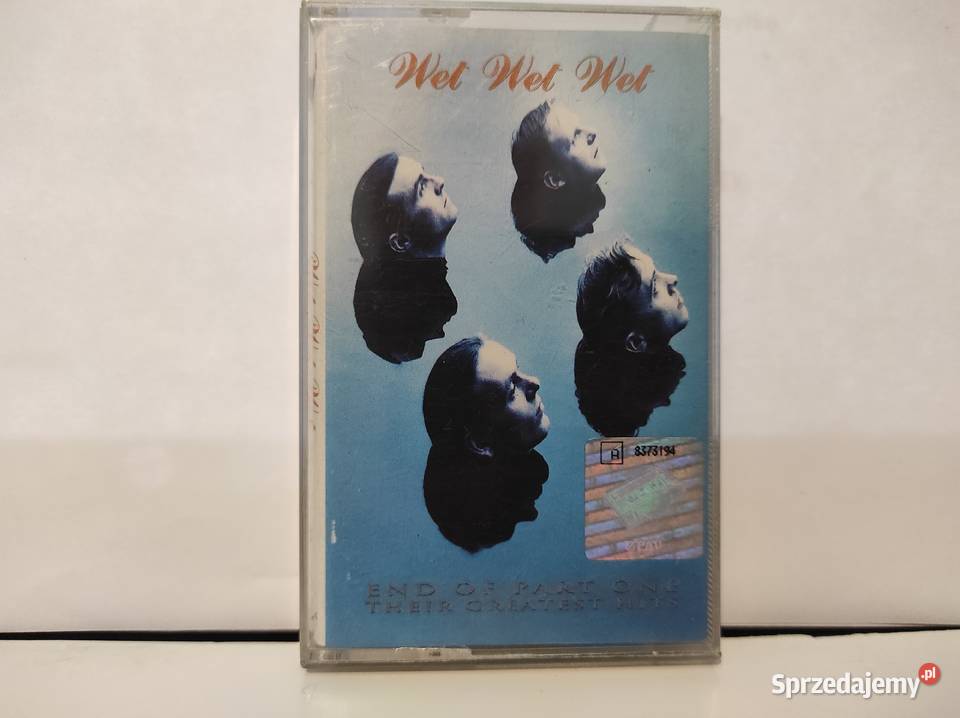 Wet Wet Wet
A 8373194
END OF PART ONE
THEIR GREATEST HITS
Sprzedajemy.pl